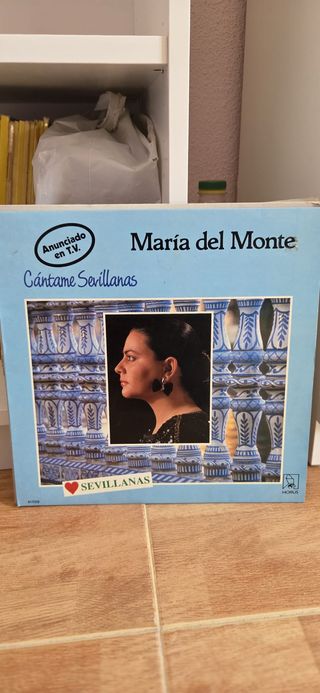 Anunciado
en T.V.
María del Monte
Cántame Sevillanas
SEVILLANAS
HORUS